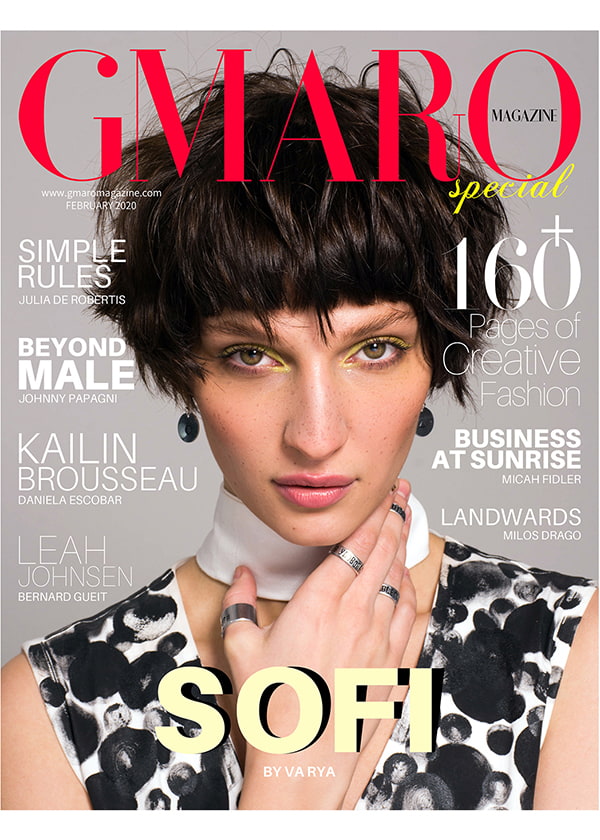 GMARO
MAGAZINE
special
www.gmaromagazine.com
FEBRUARY 2020
SIMPLE
RULES
JULIA DE ROBERTIS
BEYOND
MALE
JOHNNY PAPAGNI
KAILIN
BROUSSEAU
DANIELA ESCOBAR
LEAH
JOHNSEN
BERNARD GUEIT
160+
Pages of
Creative
Fashion
BUSINESS
AT SUNRISE
MICAH FIDLER
LANDWARDS
MILOS DRAGO
SOFI
BY VA RYA